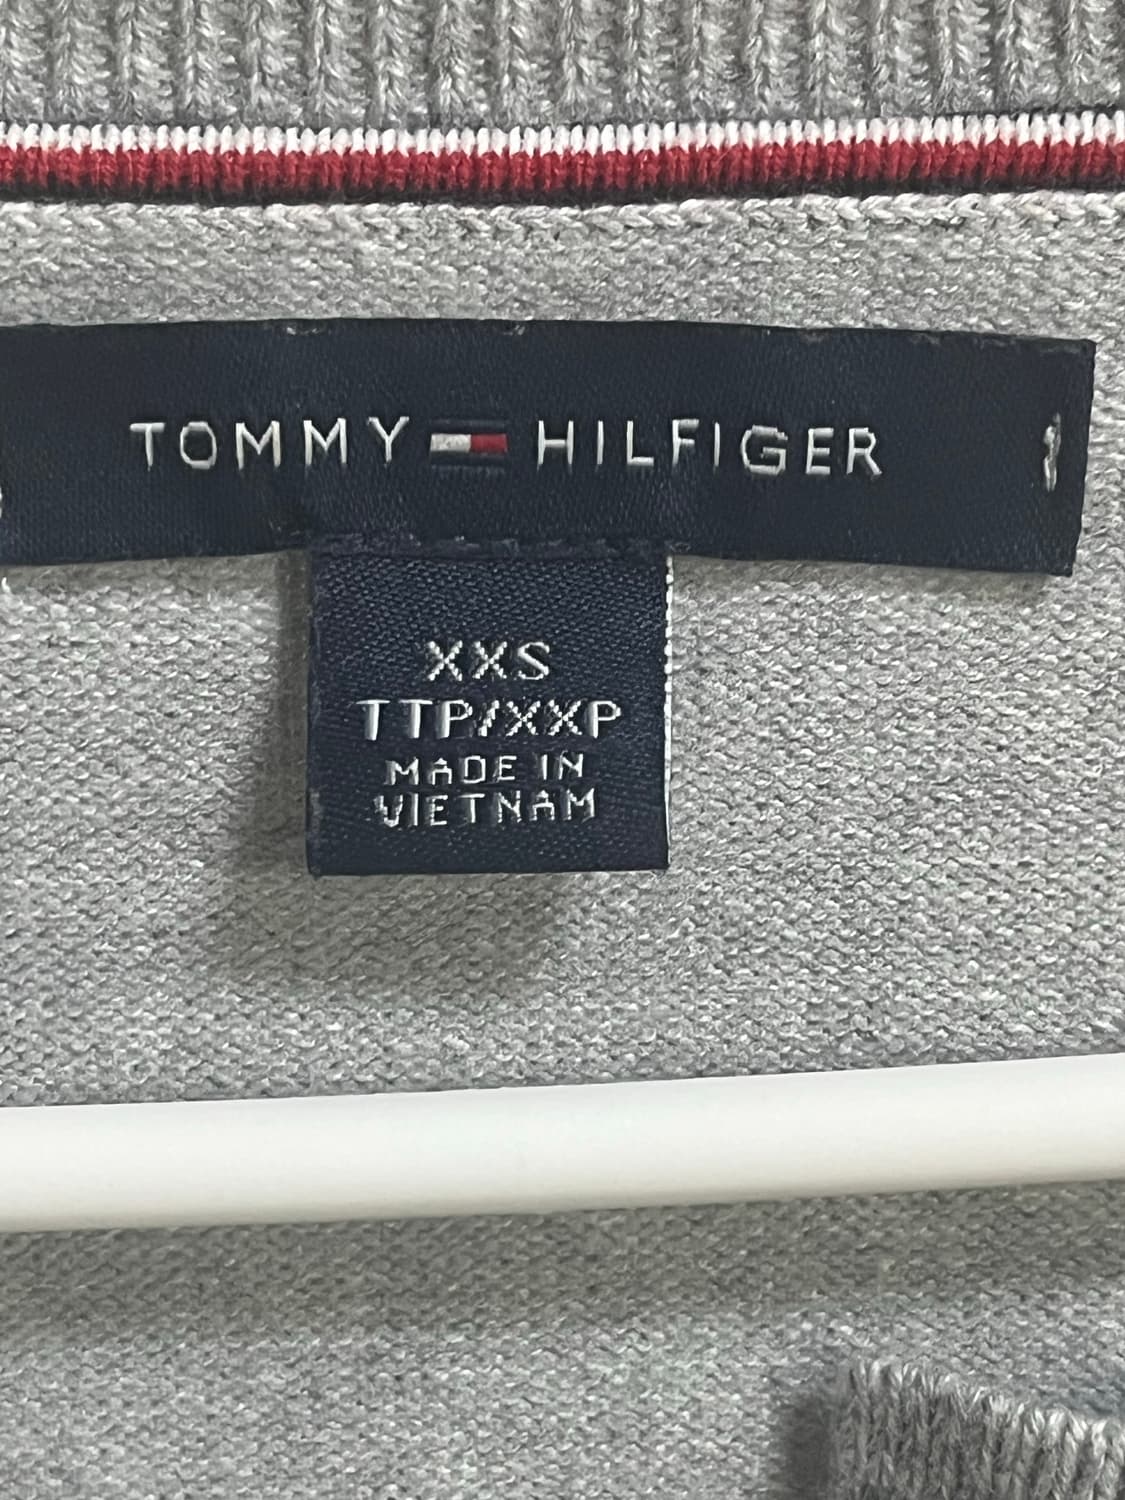 TOMMY HILFIGER
XXS
TTP/XXP
MADE IN
VIETNAM